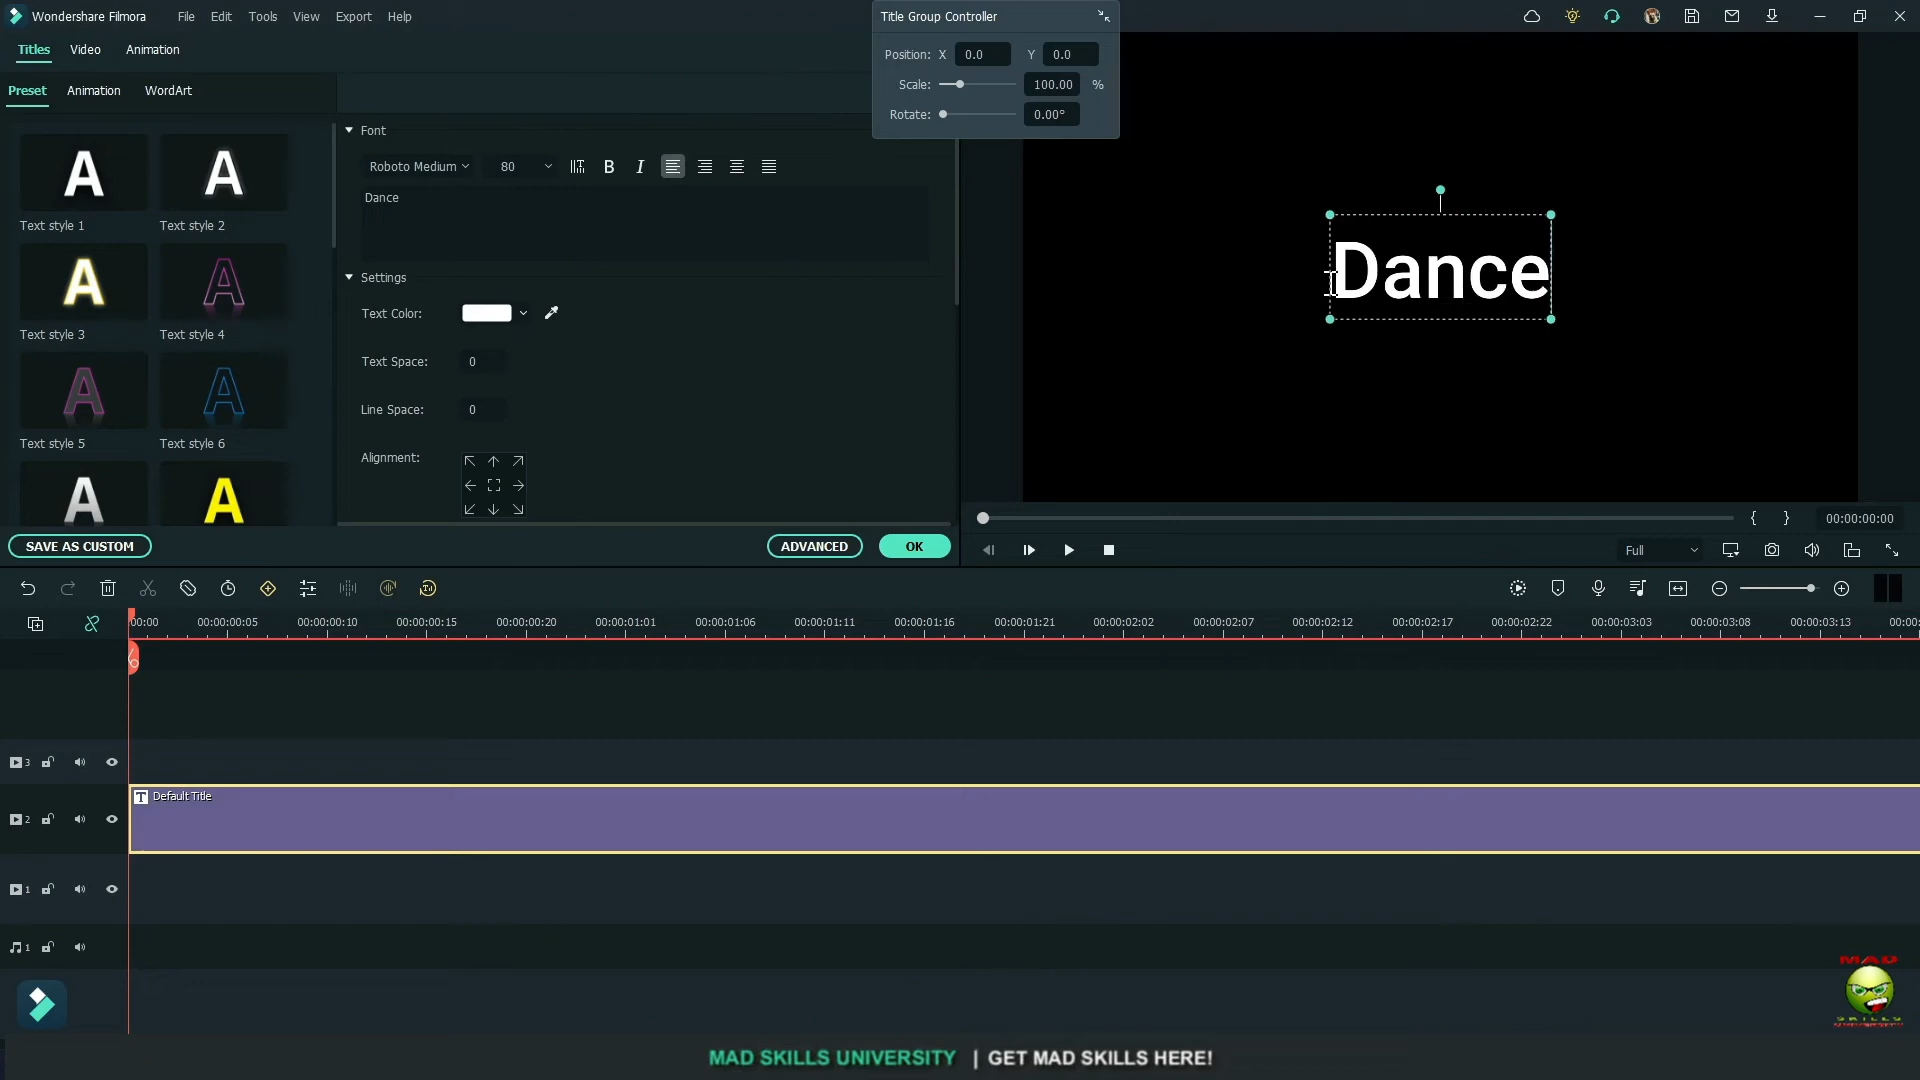 Wondershare Filmora File Edit Tools View Export Help
Title Group Controller
Titles Video Animation
Position: X 0.0 Y 0.0
Scale: 100.00 %
Rotate: 0.00°
Preset Animation WordArt
Font
Roboto Medium 80 B I
Dance
A A
Text style 1 Text style 2
A A
Text style 3 Text style 4
A A
Text style 5 Text style 6
A A
Settings
Text Color:
Text Space: 0
Line Space: 0
Alignment:
SAVE AS CUSTOM ADVANCED OK
Dance
{ } 00:00:00:00
Full
00:00 00:00:00:05 00:00:00:10 00:00:00:15 00:00:00:20 00:00:01:01 00:00:01:06 00:00:01:11 00:00:01:16 00:00:01:21 00:00:02:02 00:00:02:07 00:00:02:12 00:00:02:17 00:00:02:22 00:00:03:03 00:00:03:08 00:00:03:13 00:00:
3
T Default Title
2
1
1
MAD
SKILLS
MAD SKILLS UNIVERSITY | GET MAD SKILLS HERE!